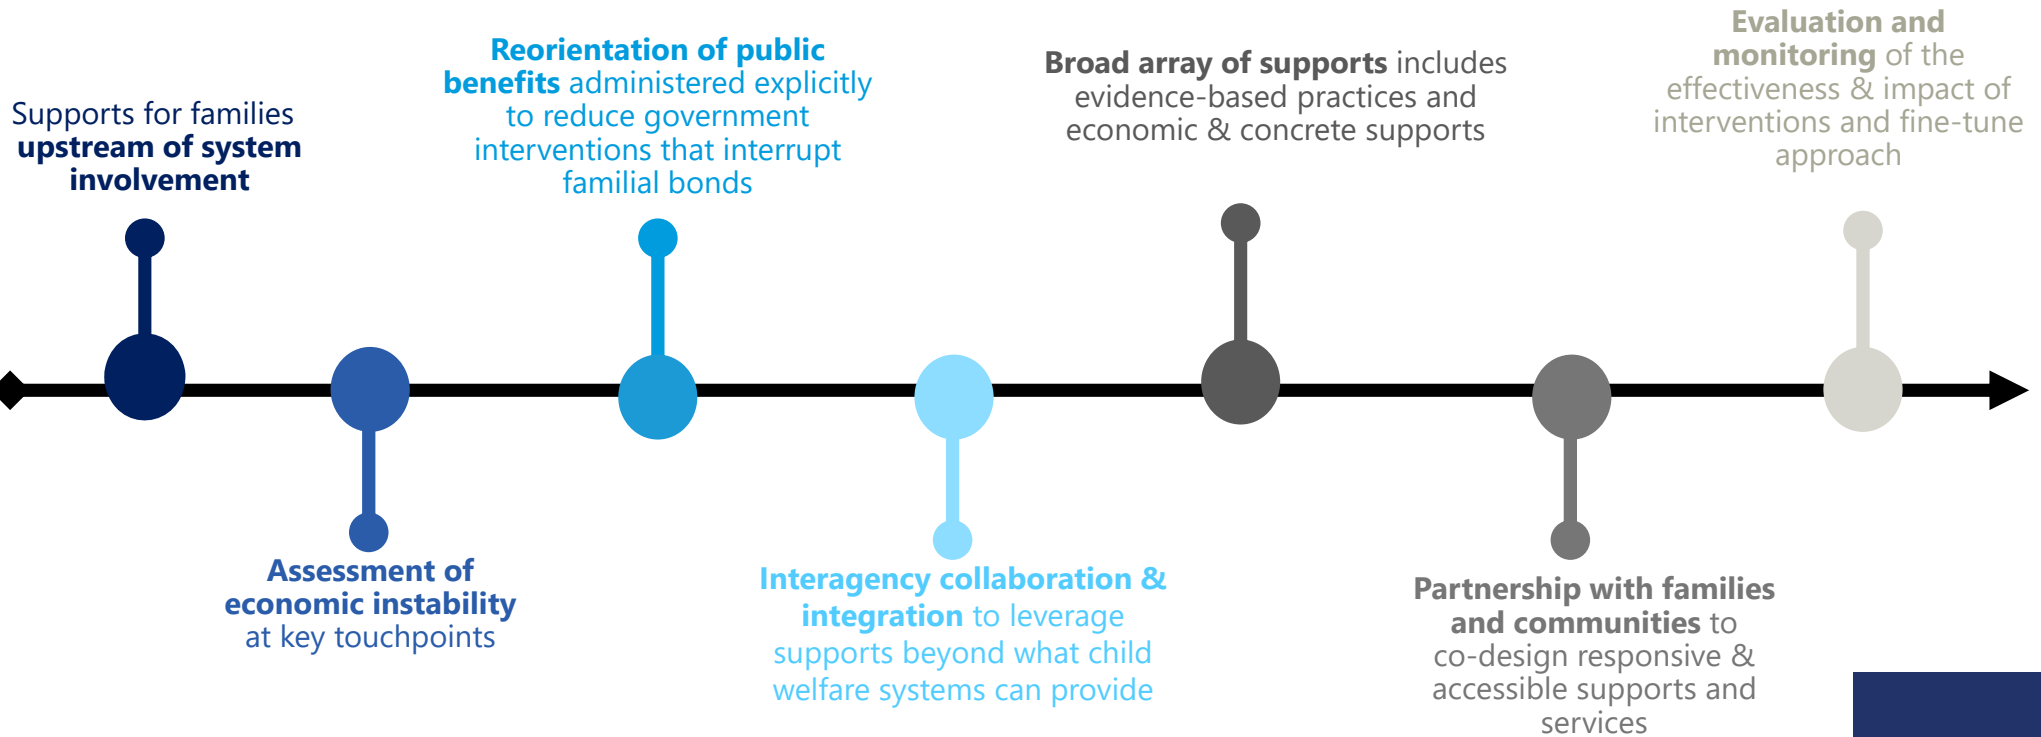 Supports for families
upstream of system
involvement
Assessment of
economic instability
at key touchpoints
Reorientation of public
benefits administered explicitly
to reduce government
interventions that interrupt
familial bonds
Interagency collaboration &
integration to leverage
supports beyond what child
welfare systems can provide
Broad array of supports includes
evidence-based practices and
economic & concrete supports
Partnership with families
and communities to
co-design responsive &
accessible supports and
services
Evaluation and
monitoring of the
effectiveness & impact of
interventions and fine-tune
approach